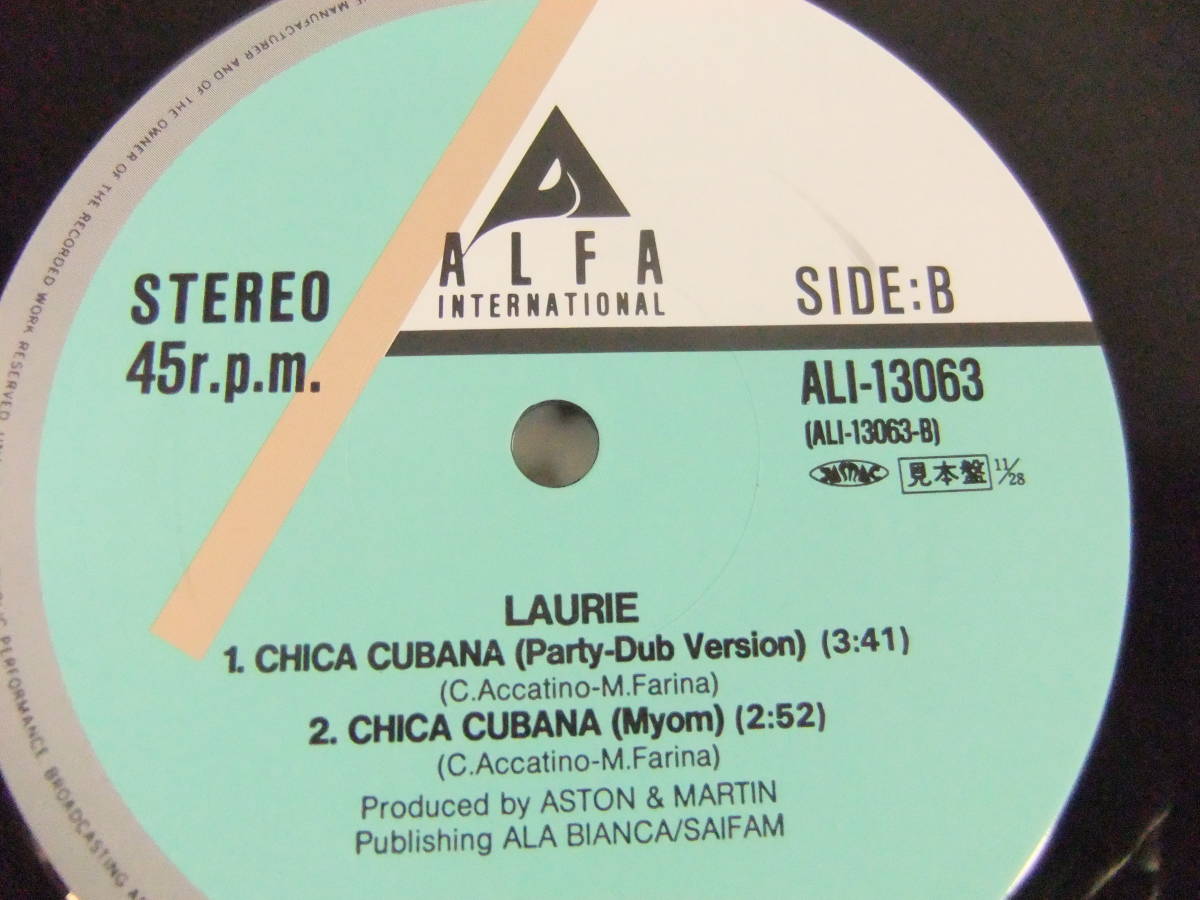 MANUFACTURER AND OF THE OWNER OF THE RECORDED WORK RESERVED
ALFA
INTERNATIONAL
STEREO
45r.p.m.
SIDE:B
ALI-13063
(ALI-13063-B)
見本盤 11/28
LAURIE
1. CHICA CUBANA (Party-Dub Version) (3:41)
(C.Accatino-M.Farina)
2. CHICA CUBANA (Myom) (2:52)
(C.Accatino-M.Farina)
Produced by ASTON & MARTIN
Publishing ALA BIANCA/SAIFAM
PERFORMANCE BROADCASTING